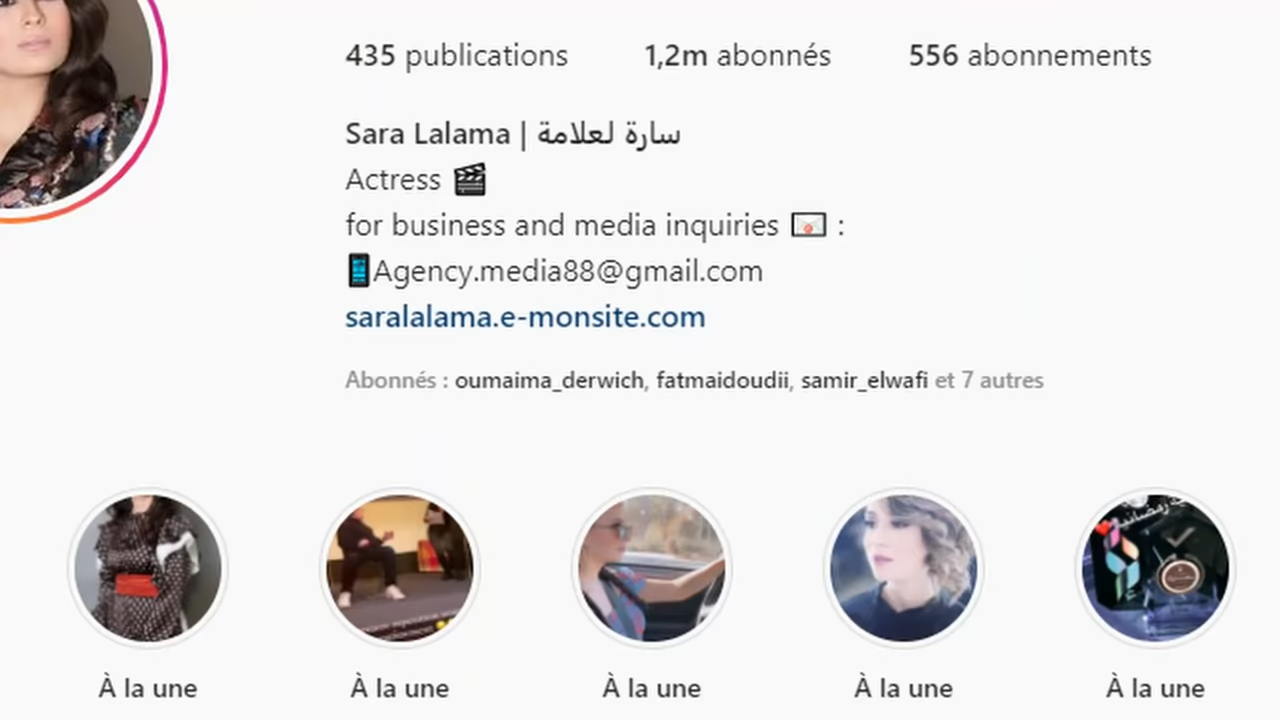 435 publications 1,2m abonnés 556 abonnements
Sara Lalama | سارة لعلامة
Actress 🎬
for business and media inquiries 💌 :
📱Agency.media88@gmail.com
saralalama.e-monsite.com
Abonnés : oumaima_derwich, fatmaidoudii, samir_elwafi et 7 autres
À la une À la une À la une À la une À la une